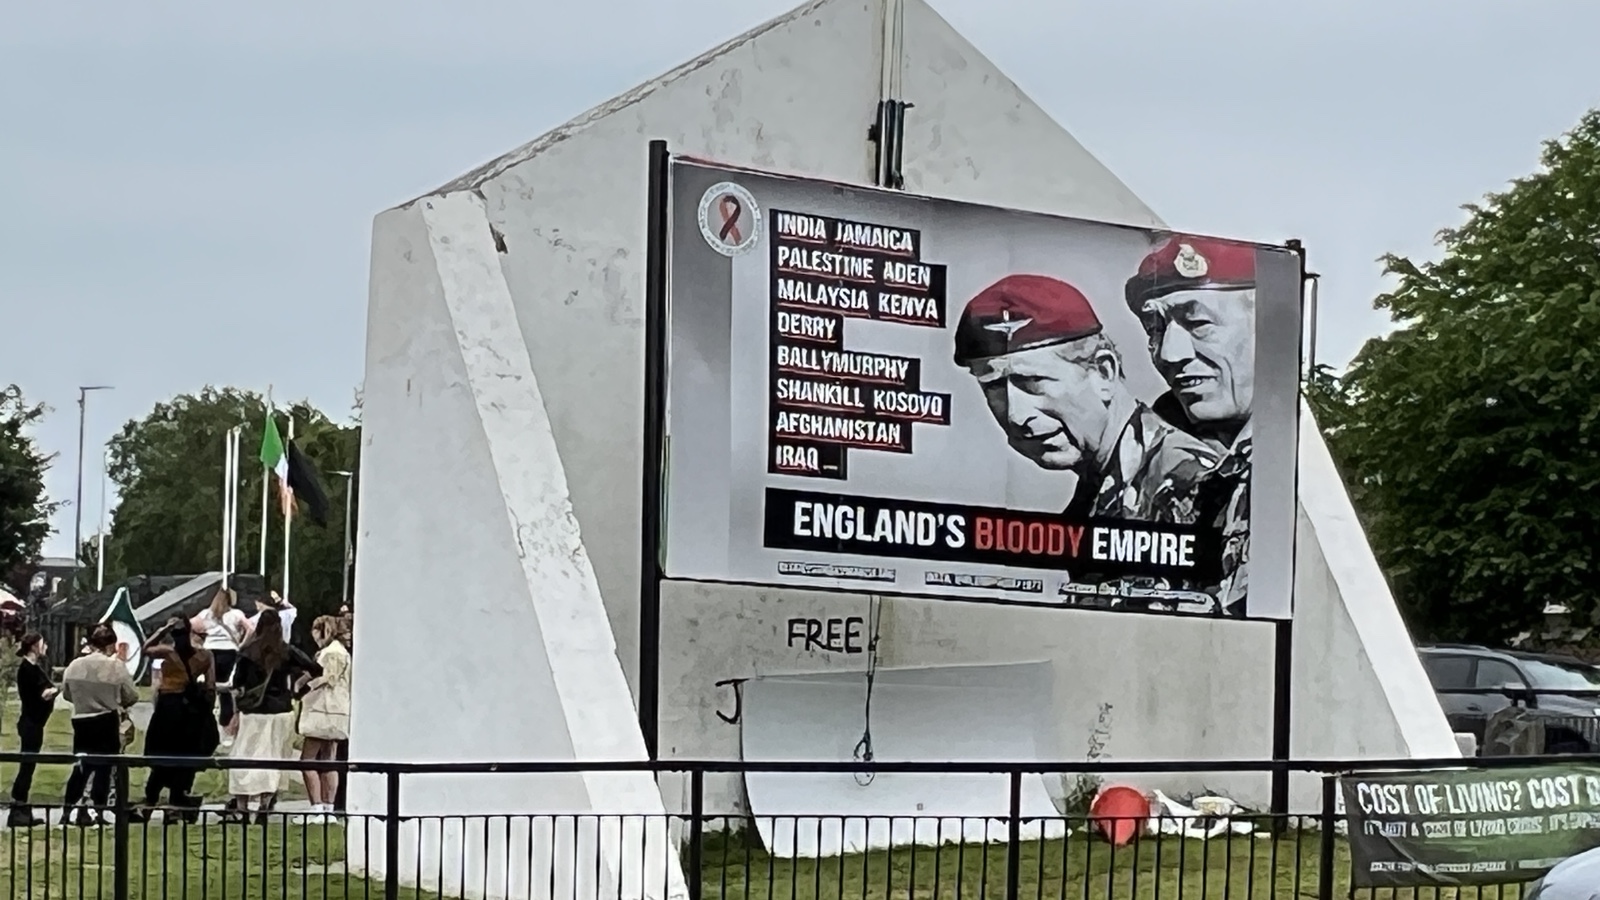 INDIA JAMAICA
PALESTINE ADEN
MALAYSIA KENYA
DERRY
BALLYMURPHY
SHANKILL KOSOVO
AFGHANISTAN
IRAQ _
ENGLAND'S BLOODY EMPIRE
FREE
J
COST OF LIVING? COST